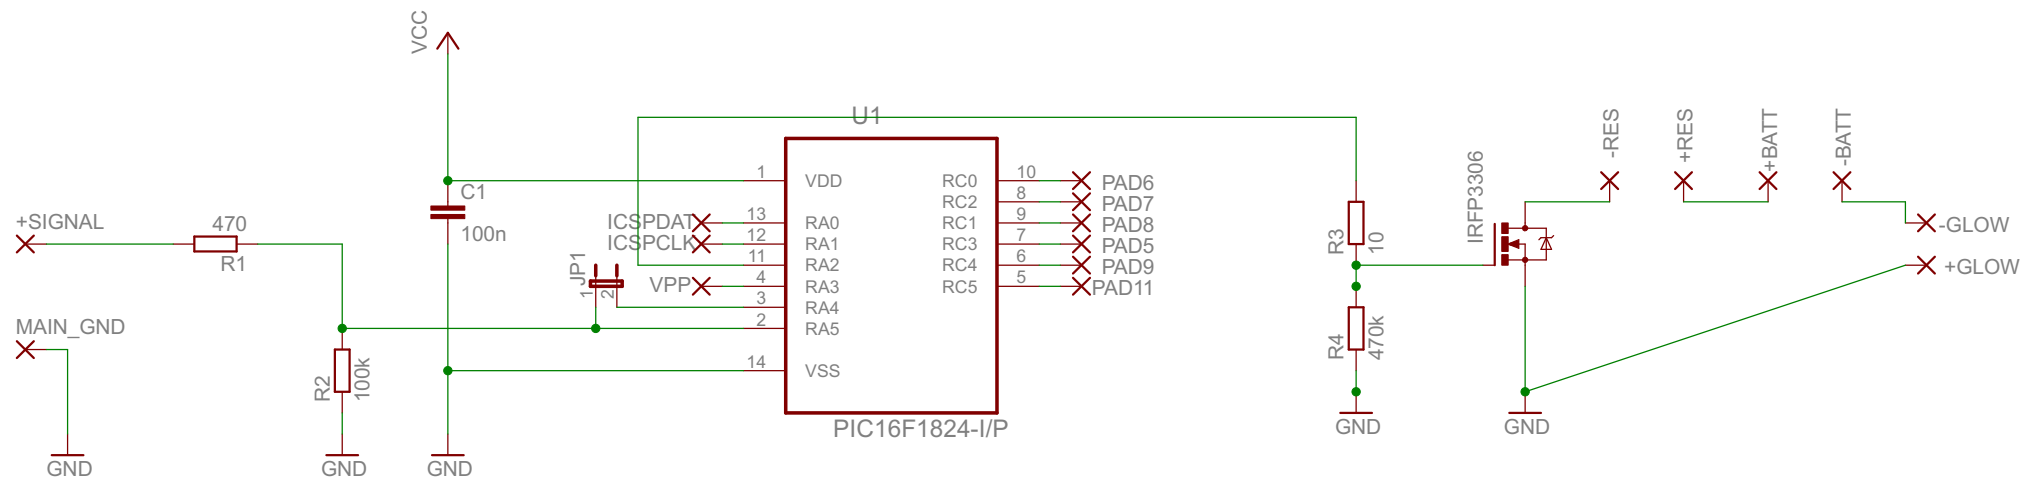 VCC
U1
+SIGNAL
470
R1
MAIN_GND
GND
R2
100k
GND
C1
100n
GND
ICSPDAT
ICSPCLK
VPP
JP1
1
2
1
13
12
11
4
3
2
14
VDD
RA0
RA1
RA2
RA3
RA4
RA5
VSS
RC0
RC2
RC1
RC3
RC4
RC5
10
8
9
7
6
5
PAD6
PAD7
PAD8
PAD5
PAD9
PAD11
PIC16F1824-I/P
R3
10
R4
470k
GND
IRFP3306
GND
-RES
+RES
+BATT
-BATT
-GLOW
+GLOW